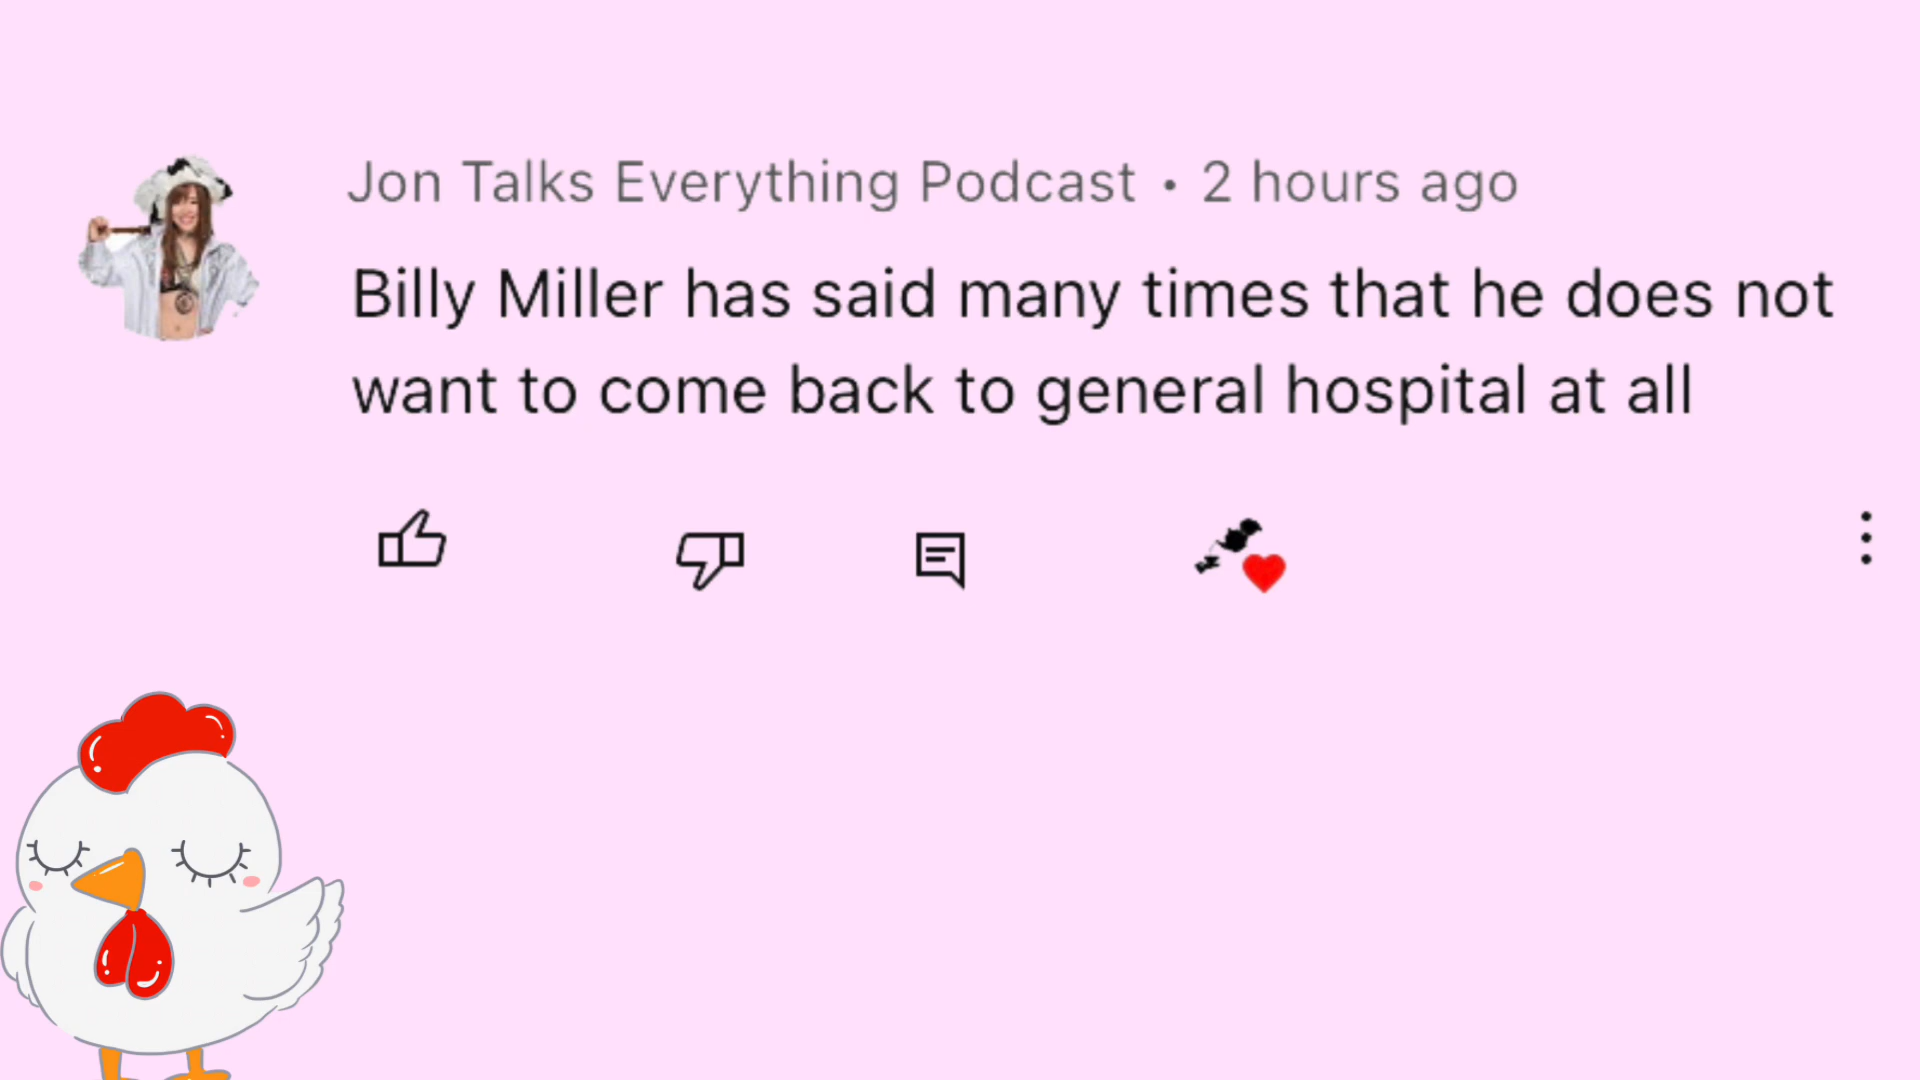 Jon Talks Everything Podcast • 2 hours ago
Billy Miller has said many times that he does not
want to come back to general hospital at all